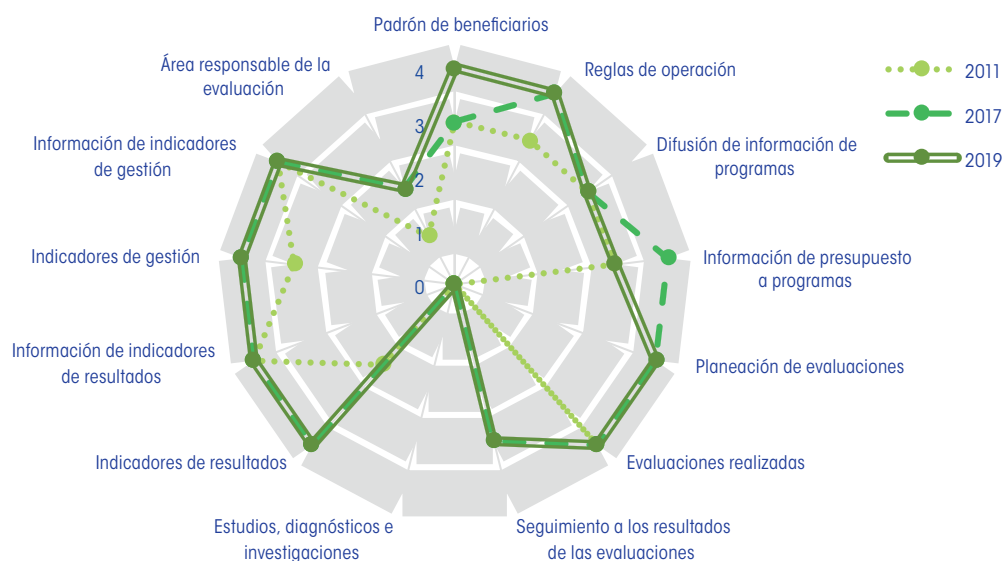 Padrón de beneficiarios
Reglas de operación
Difusión de información de
programas
Información de presupuesto
a programas
Planeación de evaluaciones
Evaluaciones realizadas
Seguimiento a los resultados
de las evaluaciones
Estudios, diagnósticos e
investigaciones
Indicadores de resultados
Información de indicadores
de resultados
Indicadores de gestión
Información de indicadores
de gestión
Área responsable de la
evaluación
4
3
2
1
0
2011
2017
2019